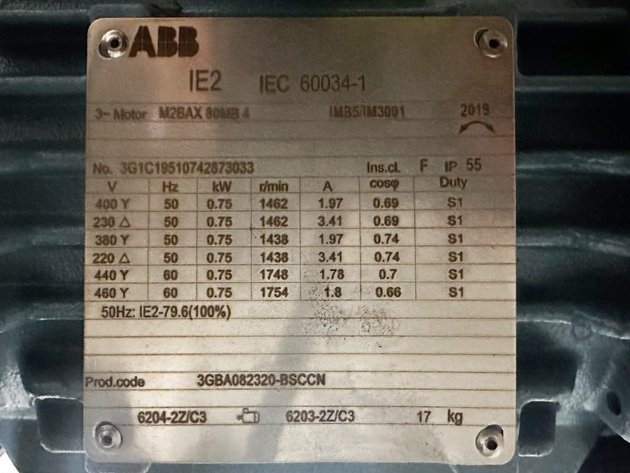 ABB
IE2 IEC 60034-1
3~ Motor M2BAX 80MB 4 IMB5/IM3001 2019
No. 3G1C19510742873033 Ins.cl. F IP 55
V Hz kW r/min A cosφ Duty
400 Y 50 0.75 1462 1.97 0.69 S1
230 △ 50 0.75 1462 3.41 0.69 S1
380 Y 50 0.75 1438 1.97 0.74 S1
220 △ 50 0.75 1438 3.41 0.74 S1
440 Y 60 0.75 1748 1.78 0.7 S1
460 Y 60 0.75 1754 1.8 0.66 S1
50Hz: IE2-79.6(100%)
Prod.code 3GBA082320-BSCCN
6204-2Z/C3 6203-2Z/C3 17 kg